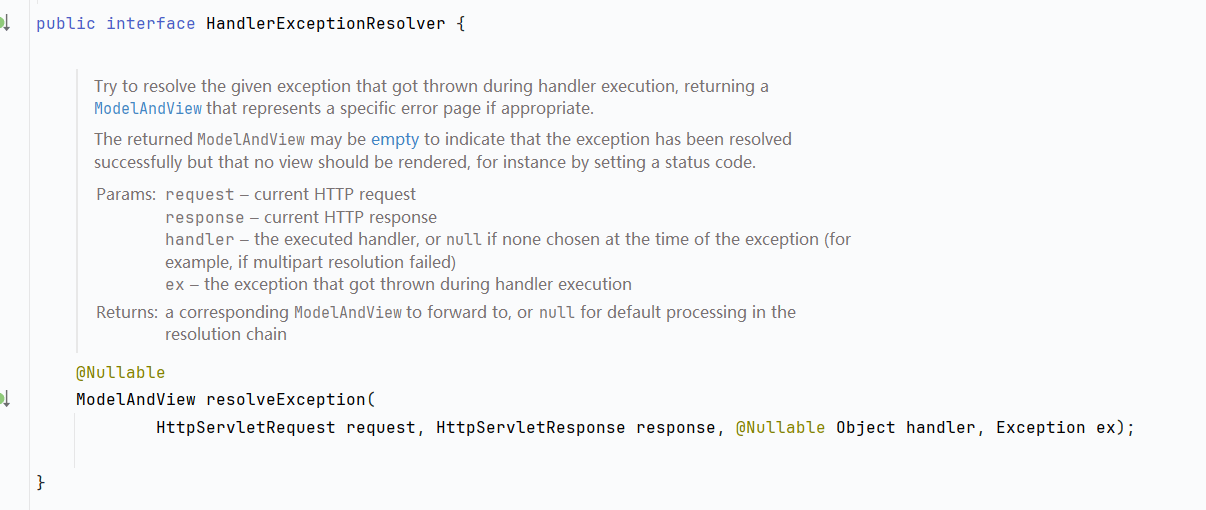 public interface HandlerExceptionResolver {
Try to resolve the given exception that got thrown during handler execution, returning a
ModelAndView that represents a specific error page if appropriate.
The returned ModelAndView may be empty to indicate that the exception has been resolved
successfully but that no view should be rendered, for instance by setting a status code.
Params: request – current HTTP request
response – current HTTP response
handler – the executed handler, or null if none chosen at the time of the exception (for
example, if multipart resolution failed)
ex – the exception that got thrown during handler execution
Returns: a corresponding ModelAndView to forward to, or null for default processing in the
resolution chain
@Nullable
ModelAndView resolveException(
HttpServletRequest request, HttpServletResponse response, @Nullable Object handler, Exception ex);
}